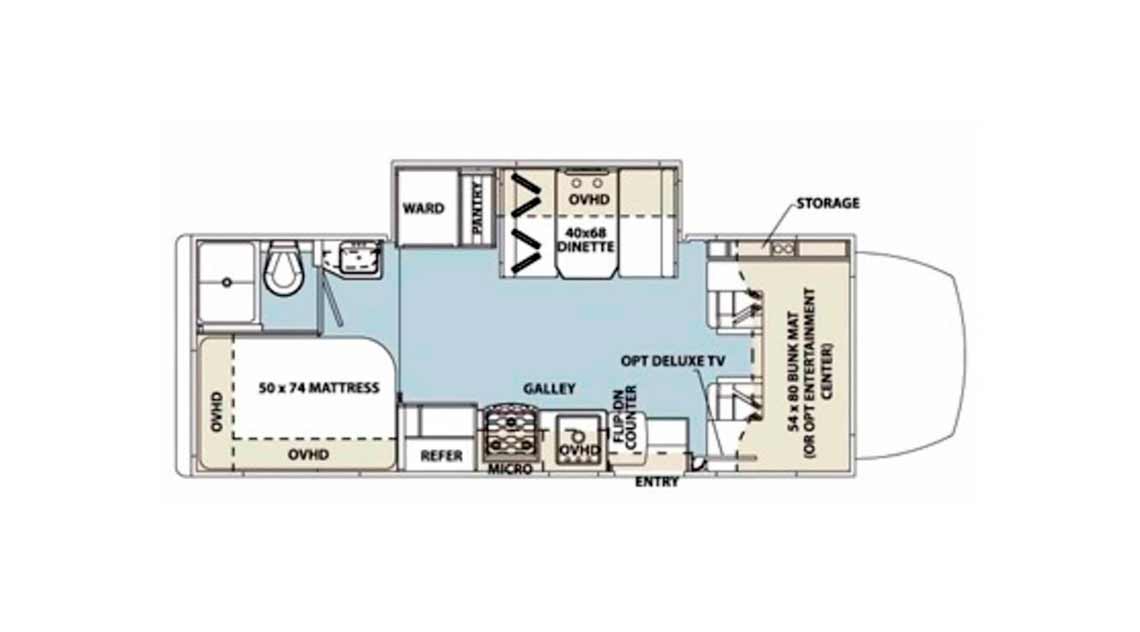 WARD
PANTRY
OVHD
40x68
DINETTE
STORAGE
54 x 80 BUNK MAT
(OR OPT ENTERTAINMENT
CENTER)
OPT DELUXE TV
50 x 74 MATTRESS
OVHD
OVHD
GALLEY
FLIP-DN
COUNTER
REFER
MICRO
OVHD
ENTRY